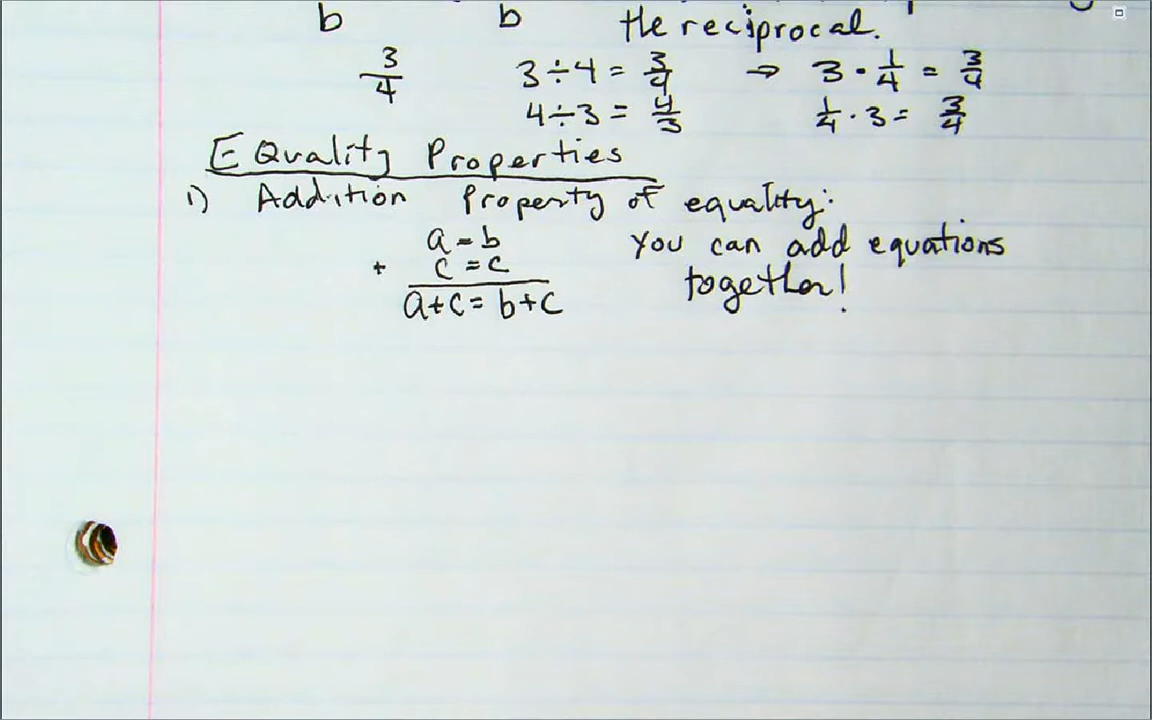 b b the reciprocal.
3/4 3 ÷ 4 = 3/4 → 3 · 1/4 = 3/4
4 ÷ 3 = 4/3 1/4 · 3 = 3/4
EQuality Properties
1) Addition Property of equality:
a = b you can add equations
+ c = c together!
a+c = b+c